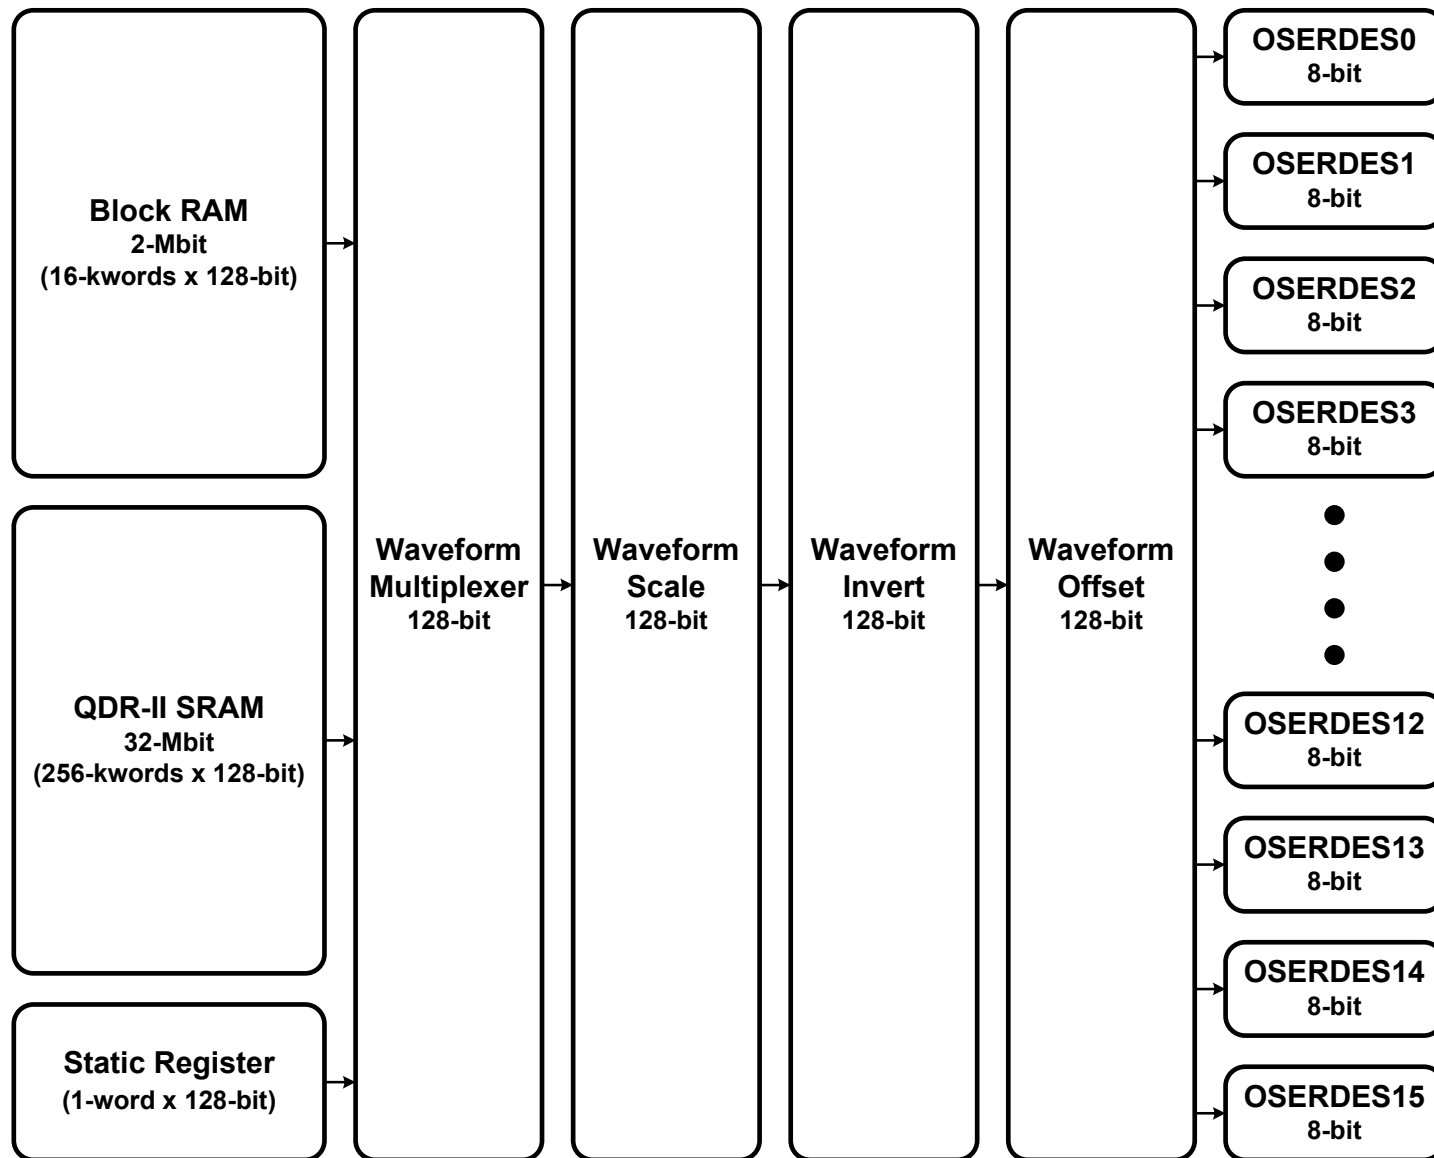 Block RAM
2-Mbit
(16-kwords x 128-bit)
QDR-II SRAM
32-Mbit
(256-kwords x 128-bit)
Static Register
(1-word x 128-bit)
Waveform
Multiplexer
128-bit
Waveform
Scale
128-bit
Waveform
Invert
128-bit
Waveform
Offset
128-bit
OSERDES0
8-bit
OSERDES1
8-bit
OSERDES2
8-bit
OSERDES3
8-bit
OSERDES12
8-bit
OSERDES13
8-bit
OSERDES14
8-bit
OSERDES15
8-bit